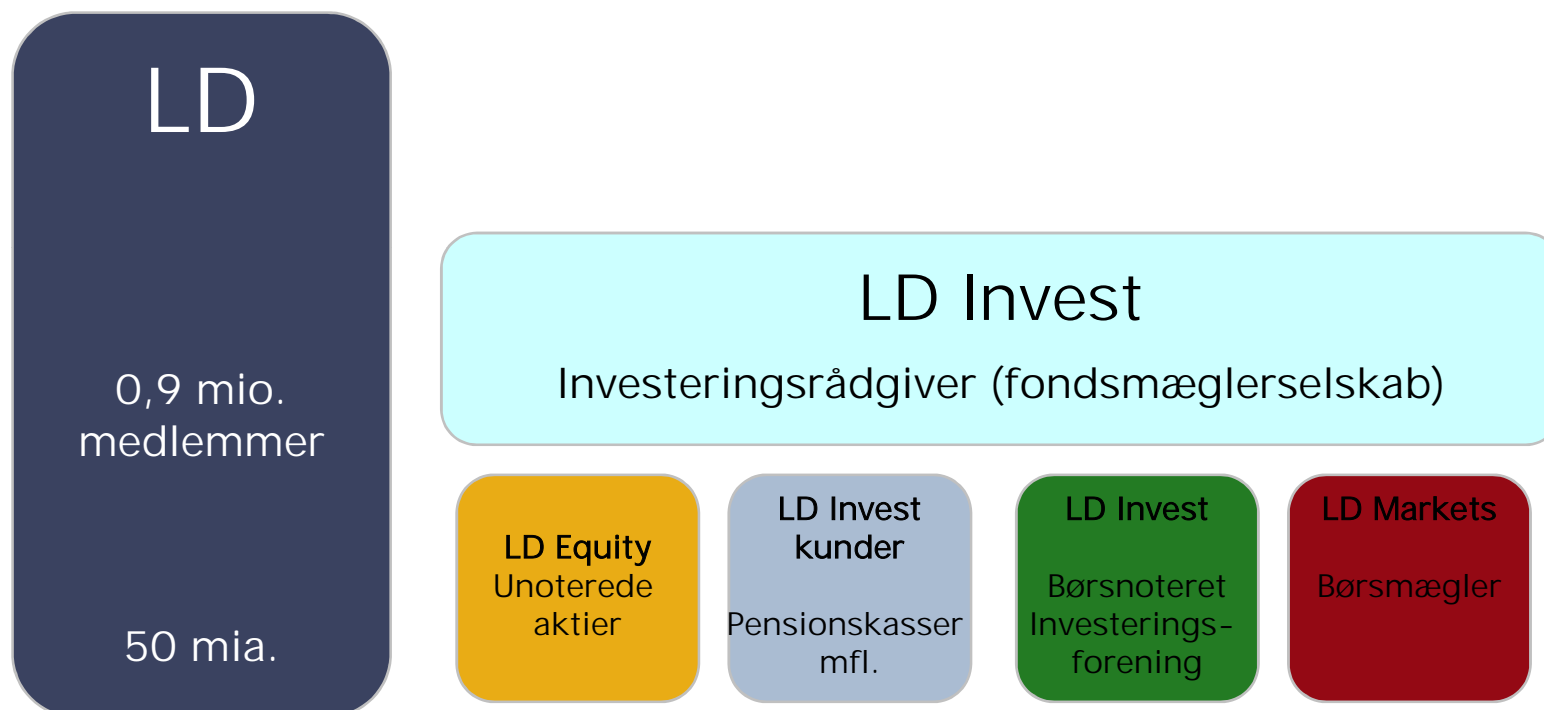 LD
0,9 mio.
medlemmer
50 mia.
LD Invest
Investeringsrådgiver (fondsmæglerselskab)
LD Equity
Unoterede
aktier
LD Invest
kunder
Pensionskasser
mfl.
LD Invest
Børsnoteret
Investerings-
forening
LD Markets
Børsmægler